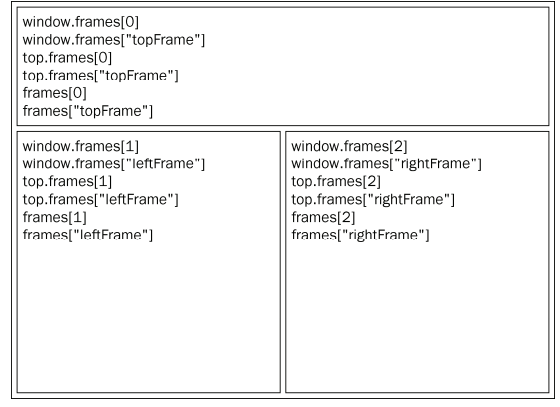 window.frames[0]
window.frames["topFrame"]
top.frames[0]
top.frames["topFrame"]
frames[0]
frames["topFrame"]
window.frames[1]
window.frames["leftFrame"]
top.frames[1]
top.frames["leftFrame"]
frames[1]
frames["leftFrame"]
window.frames[2]
window.frames["rightFrame"]
top.frames[2]
top.frames["rightFrame"]
frames[2]
frames["rightFrame"]